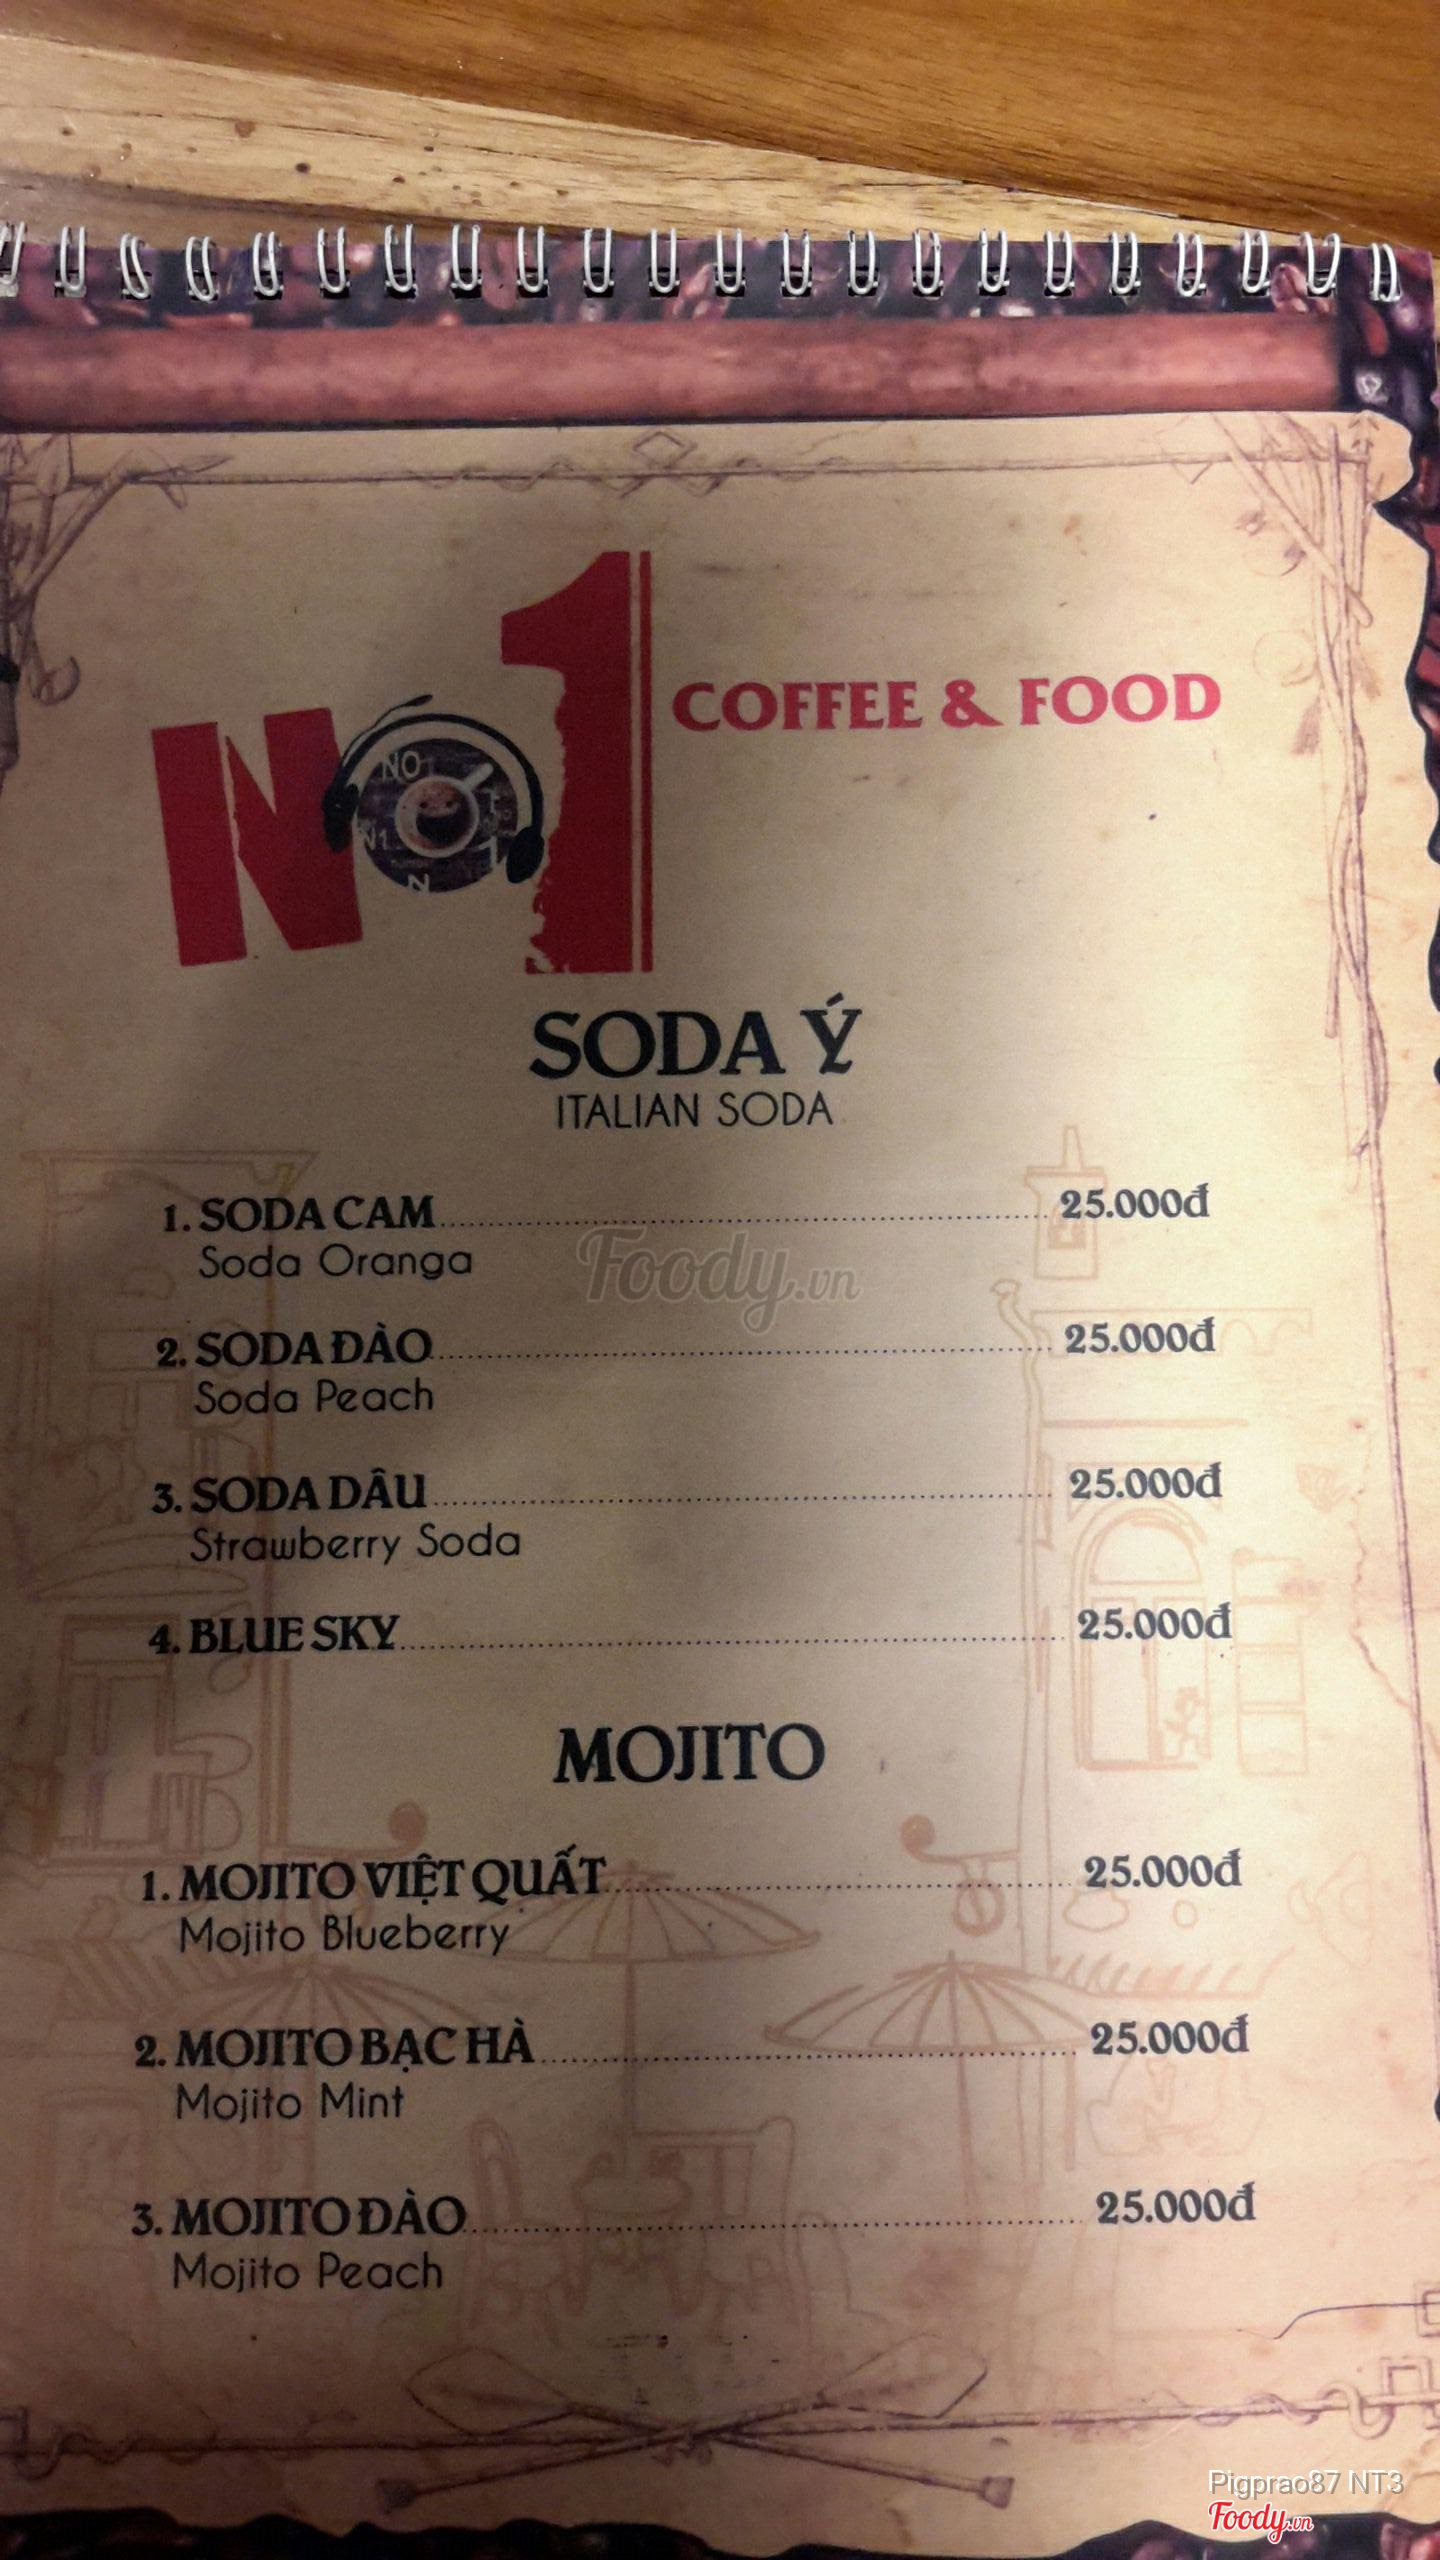 No1 COFFEE & FOOD
SODA Ý
ITALIAN SODA
1. SODA CAM 25.000đ
Soda Oranga
2. SODA ĐÀO 25.000đ
Soda Peach
3. SODA DÂU 25.000đ
Strawberry Soda
4. BLUE SKY 25.000đ
MOJITO
1. MOJITO VIỆT QUẤT 25.000đ
Mojito Blueberry
2. MOJITO BẠC HÀ 25.000đ
Mojito Mint
3. MOJITO ĐÀO 25.000đ
Mojito Peach
Foody.vn
Pigprao87 NT3
Foody.vn